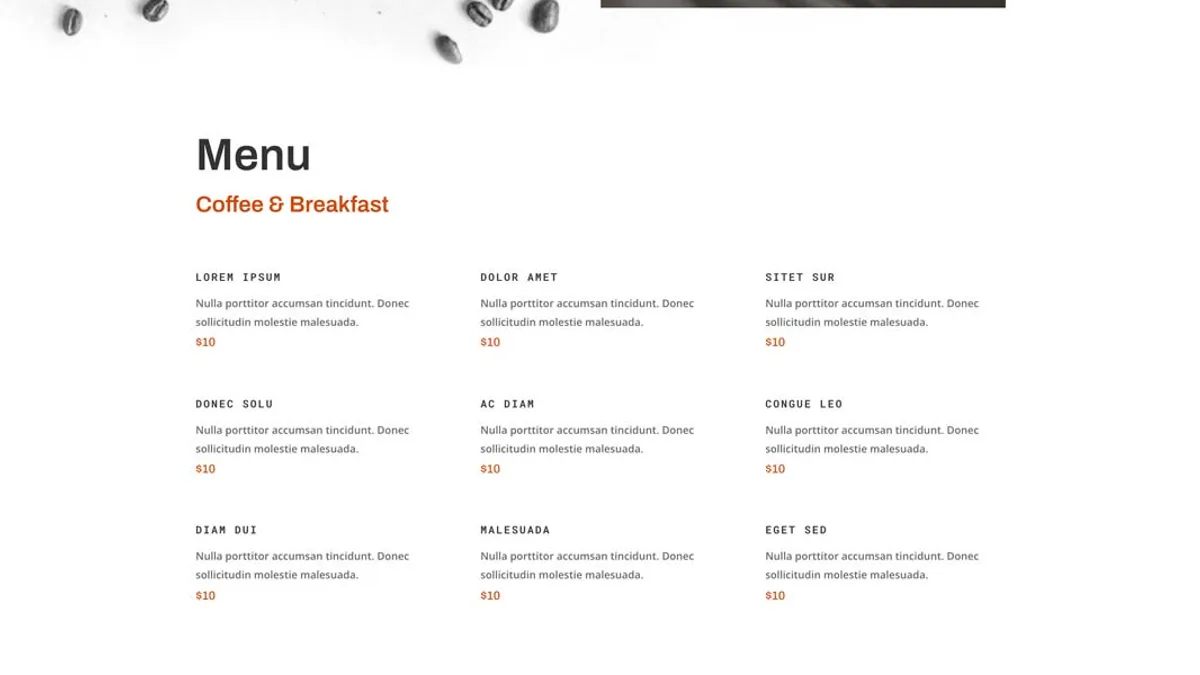 Menu
Coffee & Breakfast
LOREM IPSUM
Nulla porttitor accumsan tincidunt. Donec
sollicitudin molestie malesuada.
$10
DOLOR AMET
Nulla porttitor accumsan tincidunt. Donec
sollicitudin molestie malesuada.
$10
SITET SUR
Nulla porttitor accumsan tincidunt. Donec
sollicitudin molestie malesuada.
$10
DONEC SOLU
Nulla porttitor accumsan tincidunt. Donec
sollicitudin molestie malesuada.
$10
AC DIAM
Nulla porttitor accumsan tincidunt. Donec
sollicitudin molestie malesuada.
$10
CONGUE LEO
Nulla porttitor accumsan tincidunt. Donec
sollicitudin molestie malesuada.
$10
DIAM DUI
Nulla porttitor accumsan tincidunt. Donec
sollicitudin molestie malesuada.
$10
MALESUADA
Nulla porttitor accumsan tincidunt. Donec
sollicitudin molestie malesuada.
$10
EGET SED
Nulla porttitor accumsan tincidunt. Donec
sollicitudin molestie malesuada.
$10